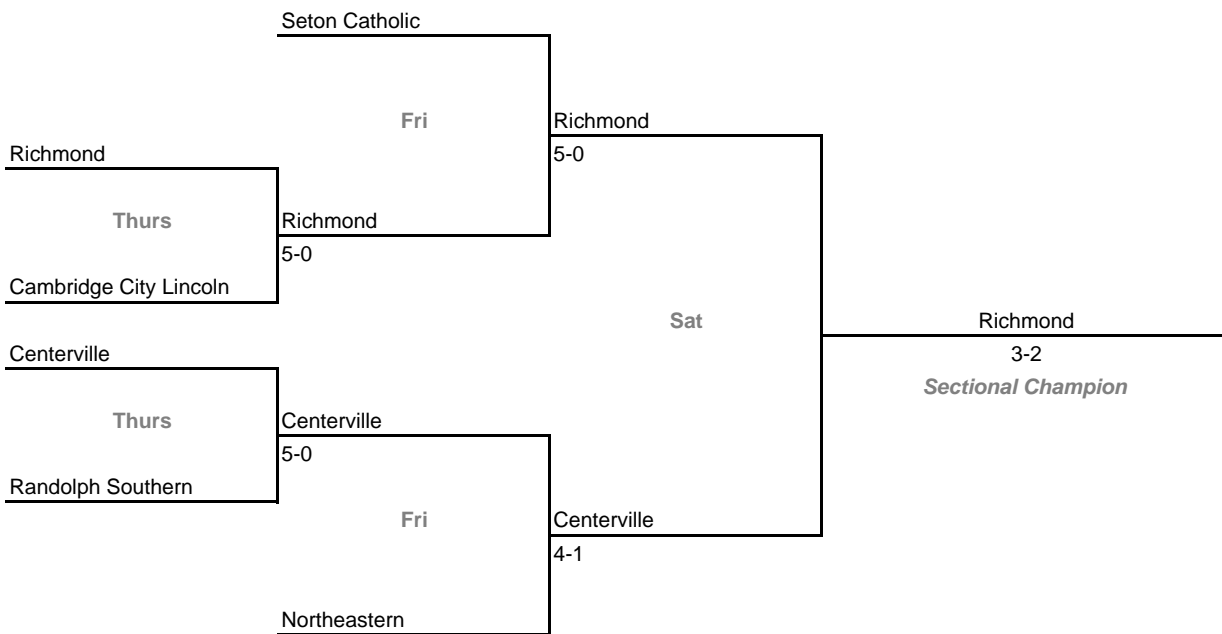 Seton Catholic
Fri
Richmond
Richmond
5-0
Thurs
Richmond
5-0
Cambridge City Lincoln
Sat
Richmond
Centerville
3-2
Sectional Champion
Thurs
Centerville
5-0
Randolph Southern
Fri
Centerville
4-1
Northeastern